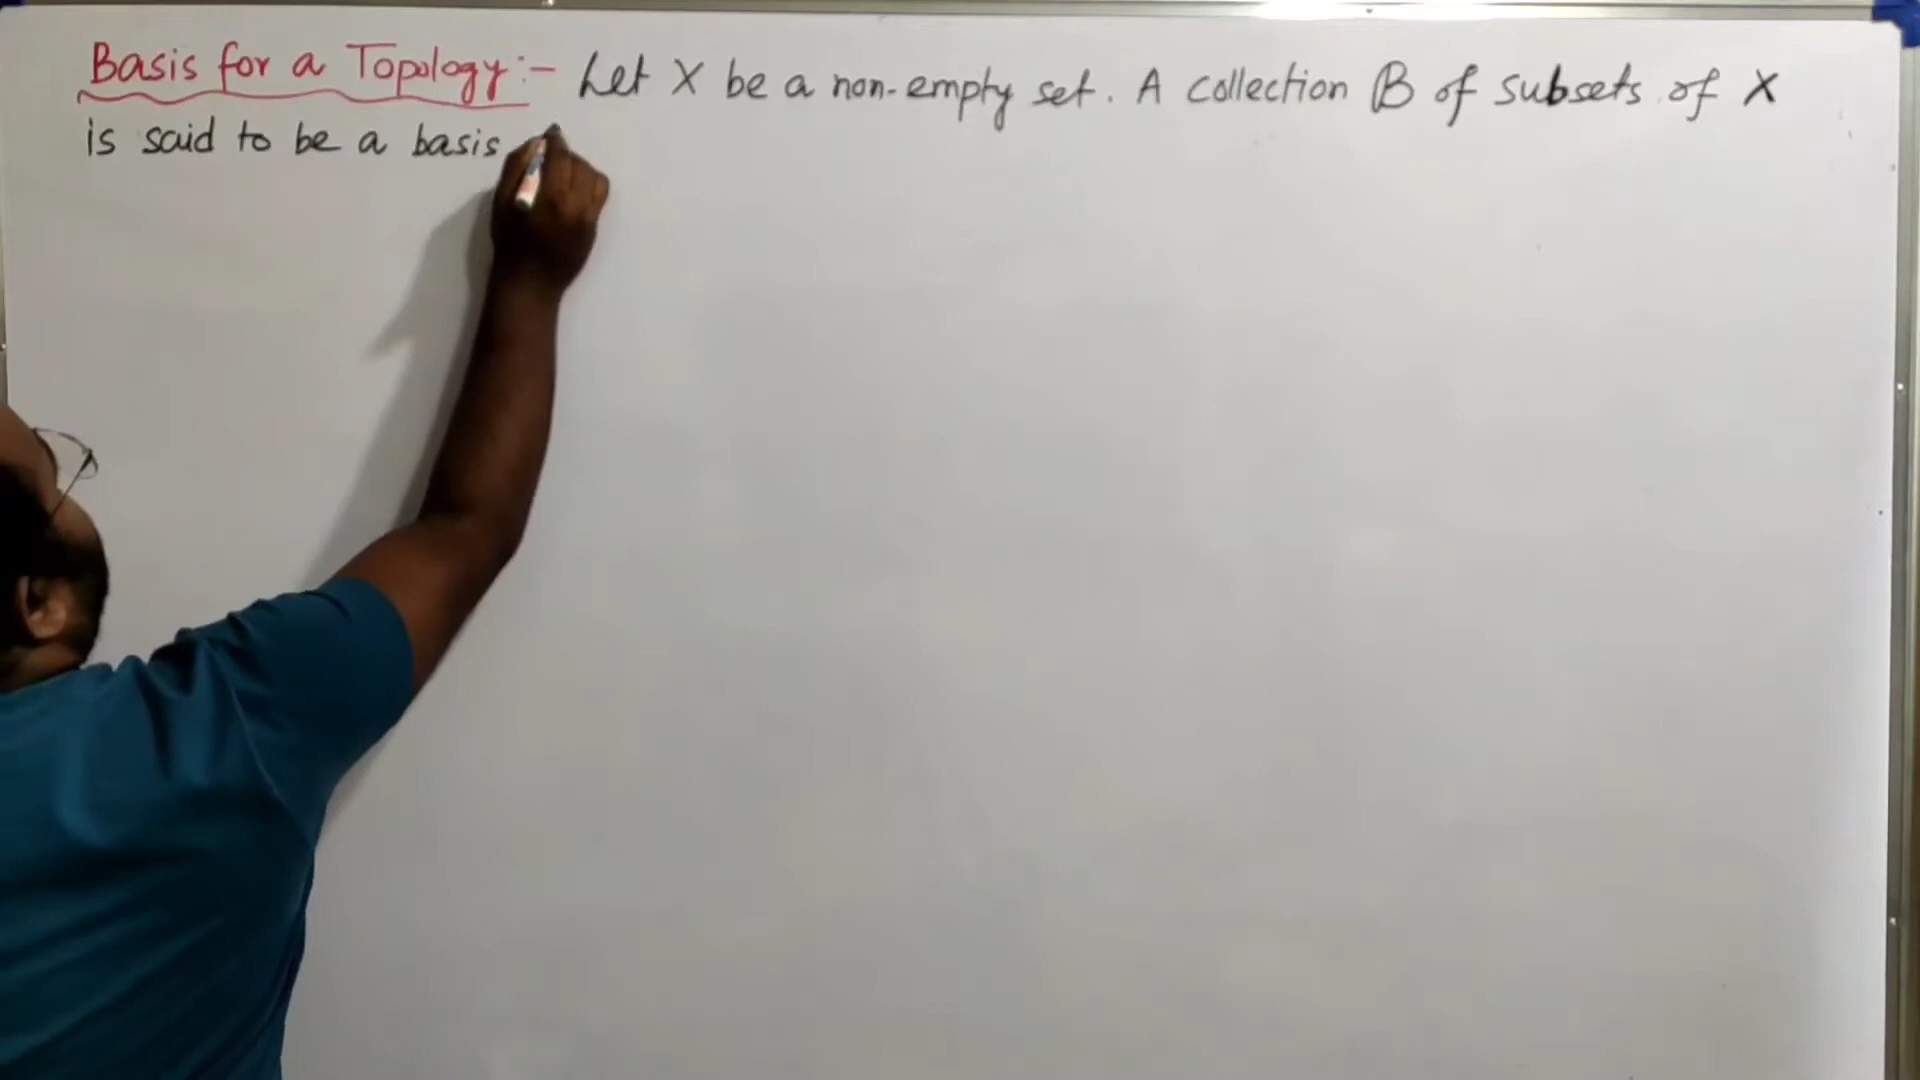 Basis for a Topology:- Let X be a non-empty set. A collection B of subsets of X
is said to be a basis